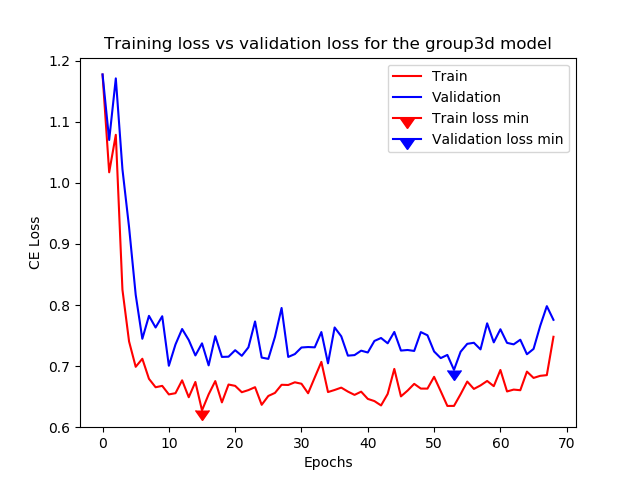 Training loss vs validation loss for the group3d model
1.2
1.1
1.0
0.9
0.8
0.7
0.6
CE Loss
Train
Validation
Train loss min
Validation loss min
0 10 20 30 40 50 60 70
Epochs